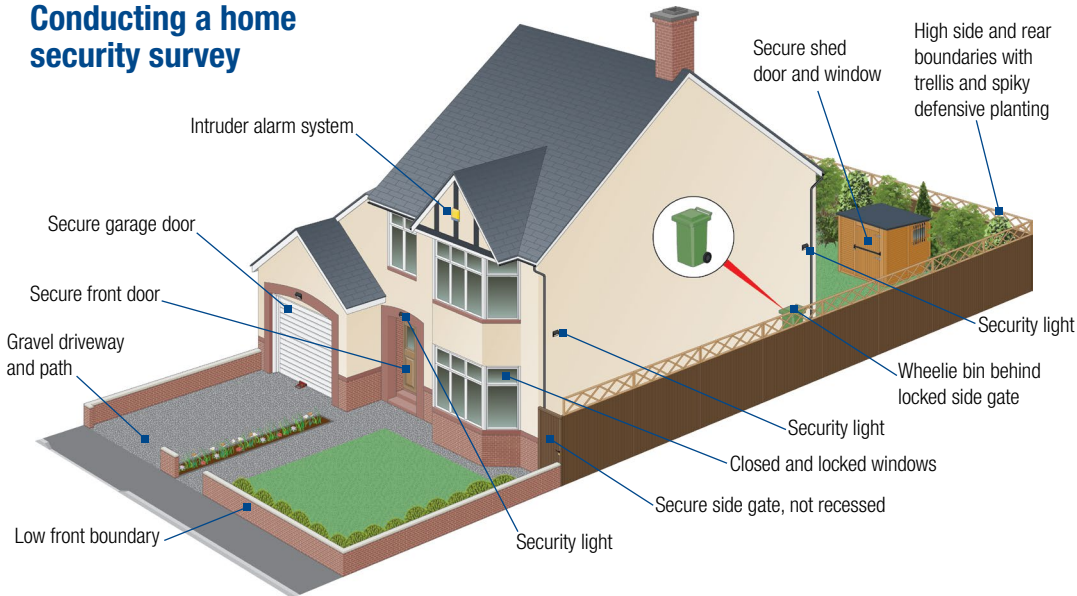 Conducting a home
security survey
Intruder alarm system
Secure garage door
Secure front door
Gravel driveway
and path
Low front boundary
Secure shed
door and window
High side and rear
boundaries with
trellis and spiky
defensive planting
Security light
Wheelie bin behind
locked side gate
Security light
Closed and locked windows
Secure side gate, not recessed
Security light